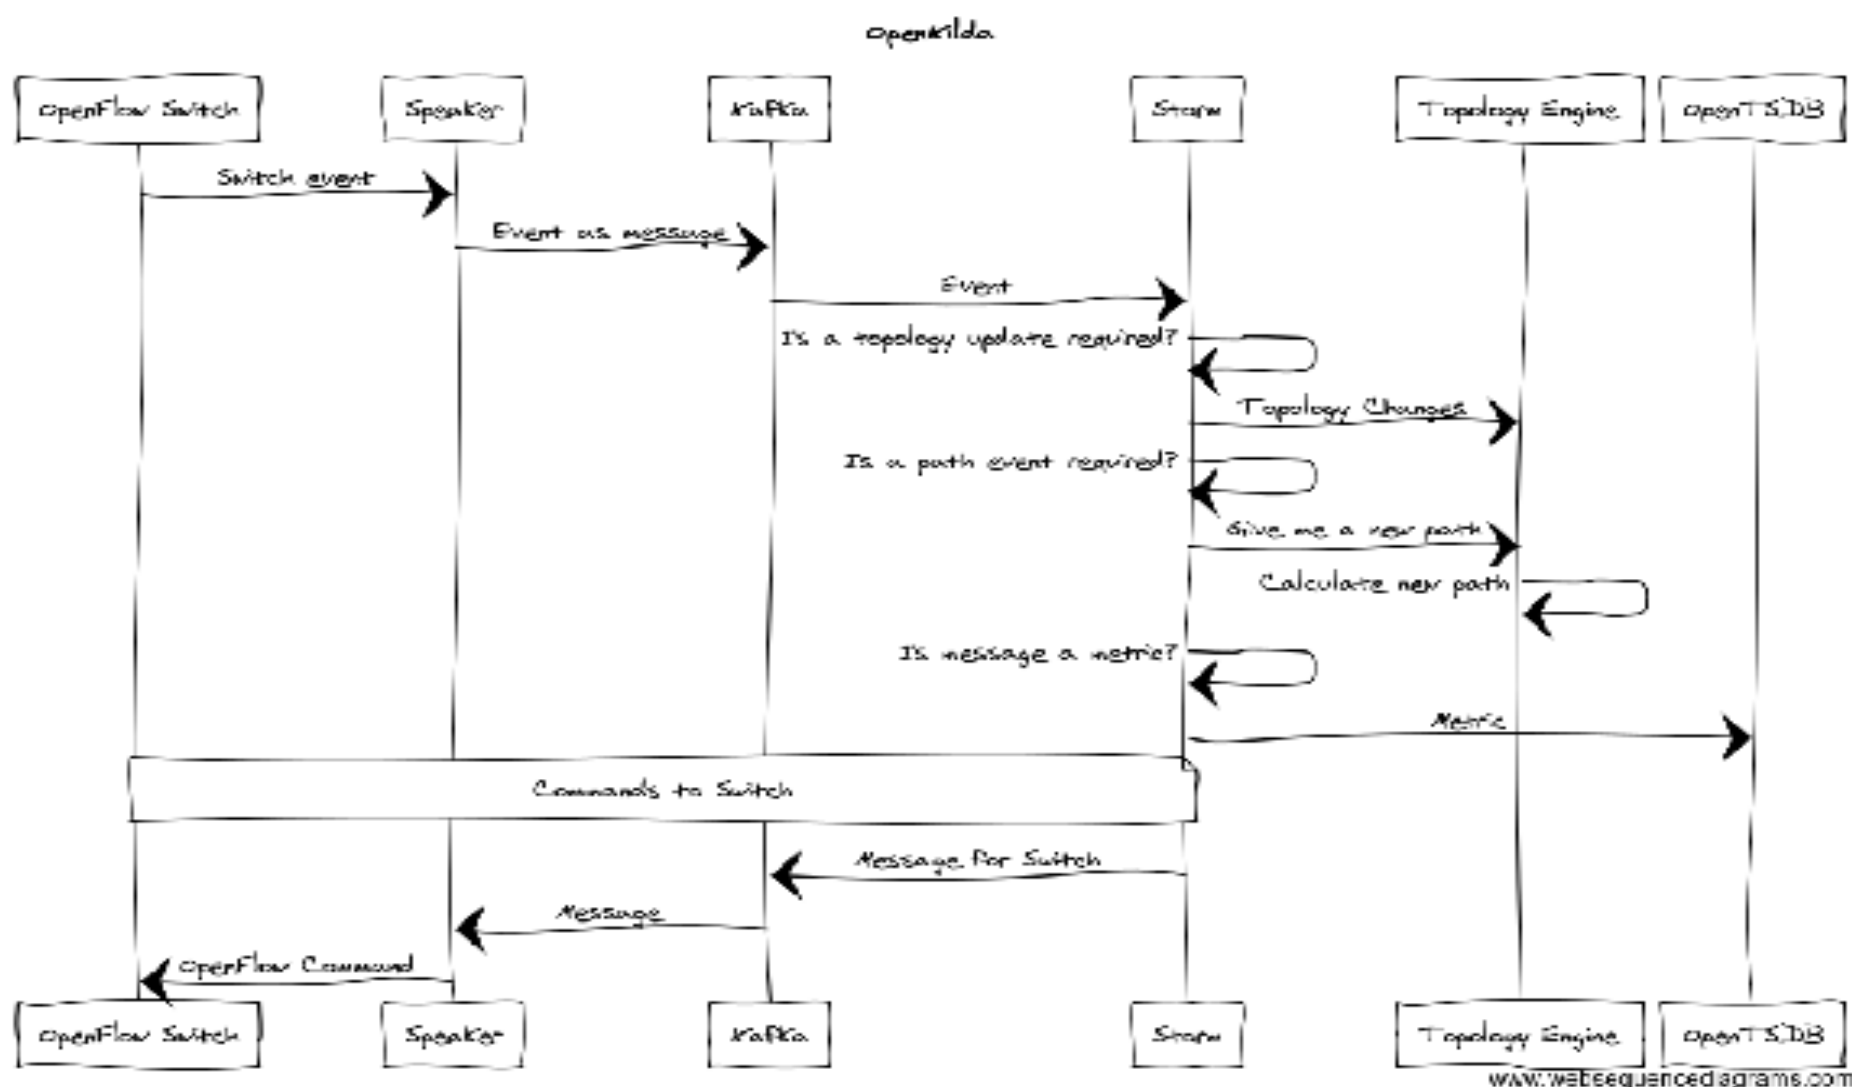 OpenKilda
OpenFlow Switch
Speaker
Kafka
Storm
Topology Engine
OpenTSDB
Switch event
Event as message
Event
Is a topology update required?
Topology Changes
Is a path event required?
Give me a new path
Calculate new path
Is message a metric?
Metric
Commands to Switch
Message for Switch
Message
OpenFlow Command
OpenFlow Switch
Speaker
Kafka
Storm
Topology Engine
OpenTSDB
www.websequencediagrams.com